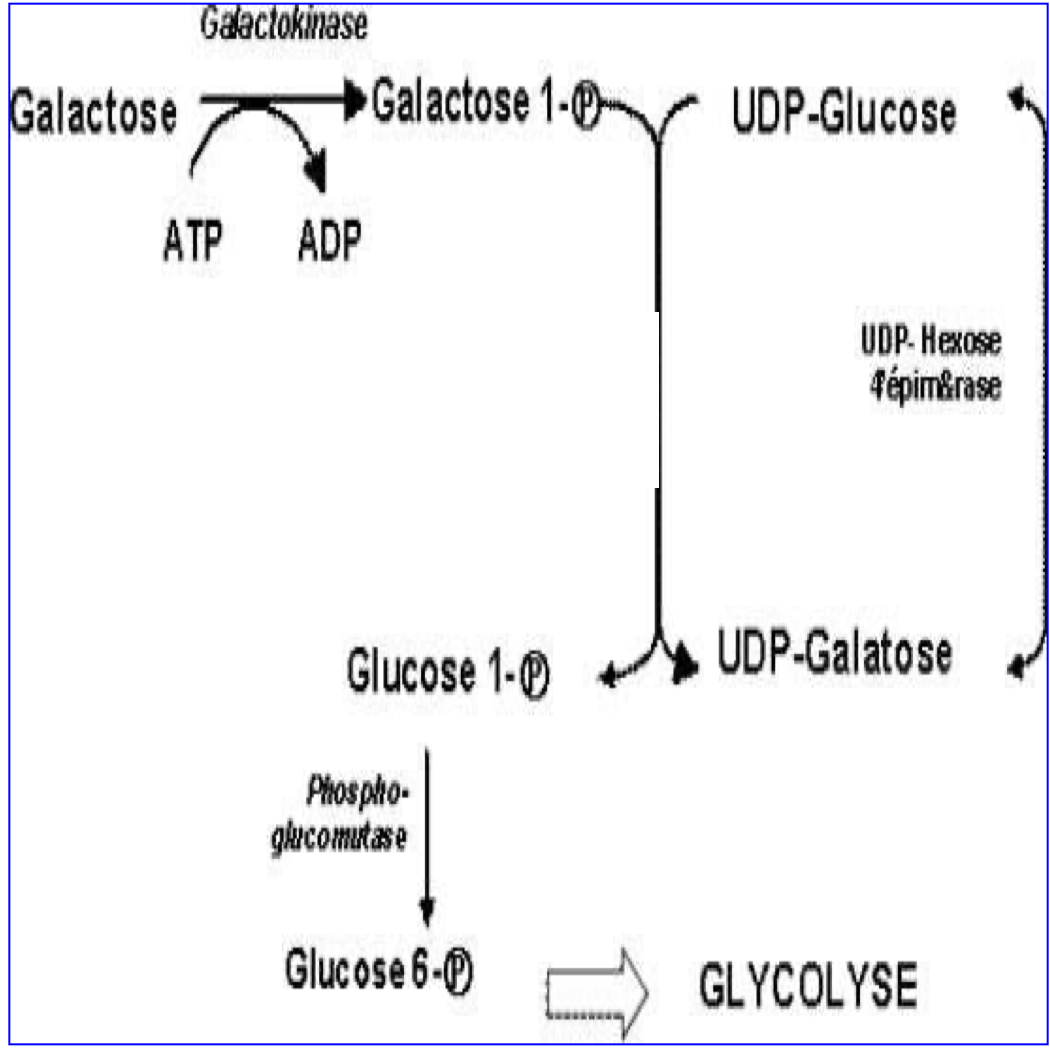 Galactokinase
Galactose
Galactose 1-Ⓟ
UDP-Glucose
ATP
ADP
UDP- Hexose
4'épim&rase
Glucose 1-Ⓟ
UDP-Galatose
Phospho-
glucomutase
Glucose 6-Ⓟ
GLYCOLYSE